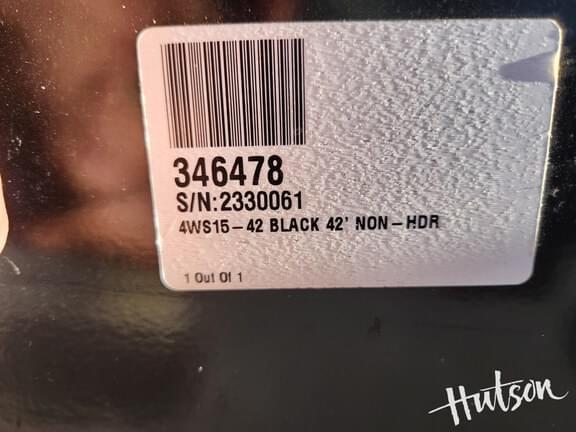 346478
S/N:2330061
4WS15-42 BLACK 42' NON-HDR
1 Out Of 1
Hutson